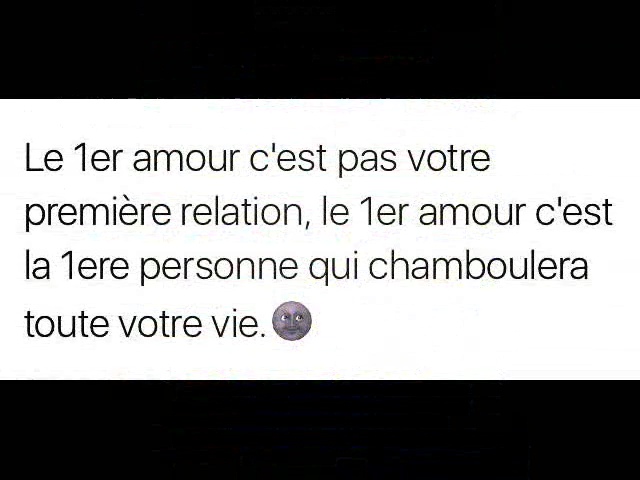 Le 1er amour c'est pas votre
première relation, le 1er amour c'est
la 1ere personne qui chamboulera
toute votre vie.🌚